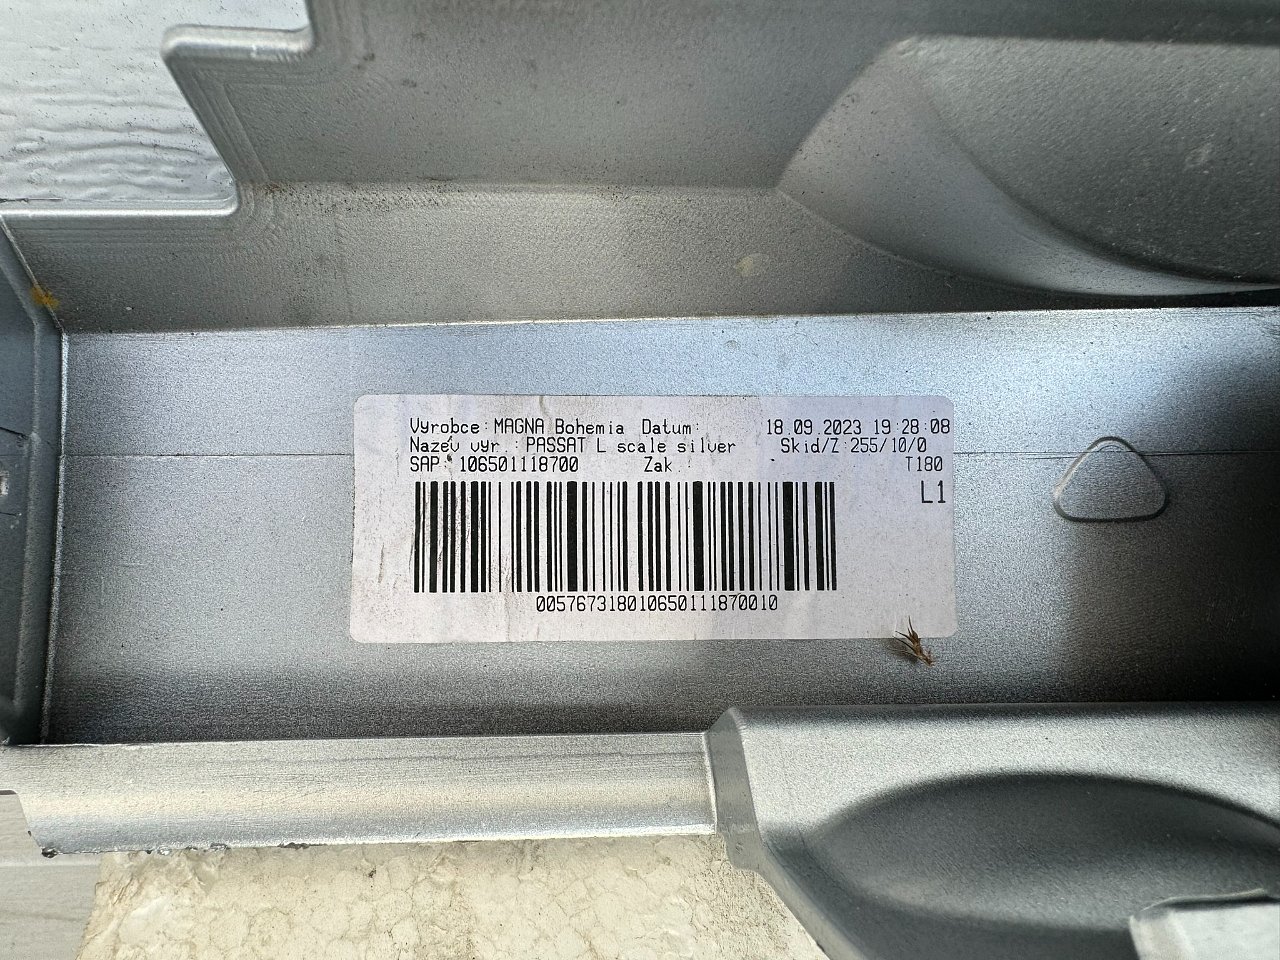 Vyrobce: MAGNA Bohemia Datum: 18.09.2023 19:28:08
Nazev vyr.: PASSAT L scale silver Skid/Z:255/10/0
SAP: 106501118700 Zak.: T180
L1
005767318010650111870010